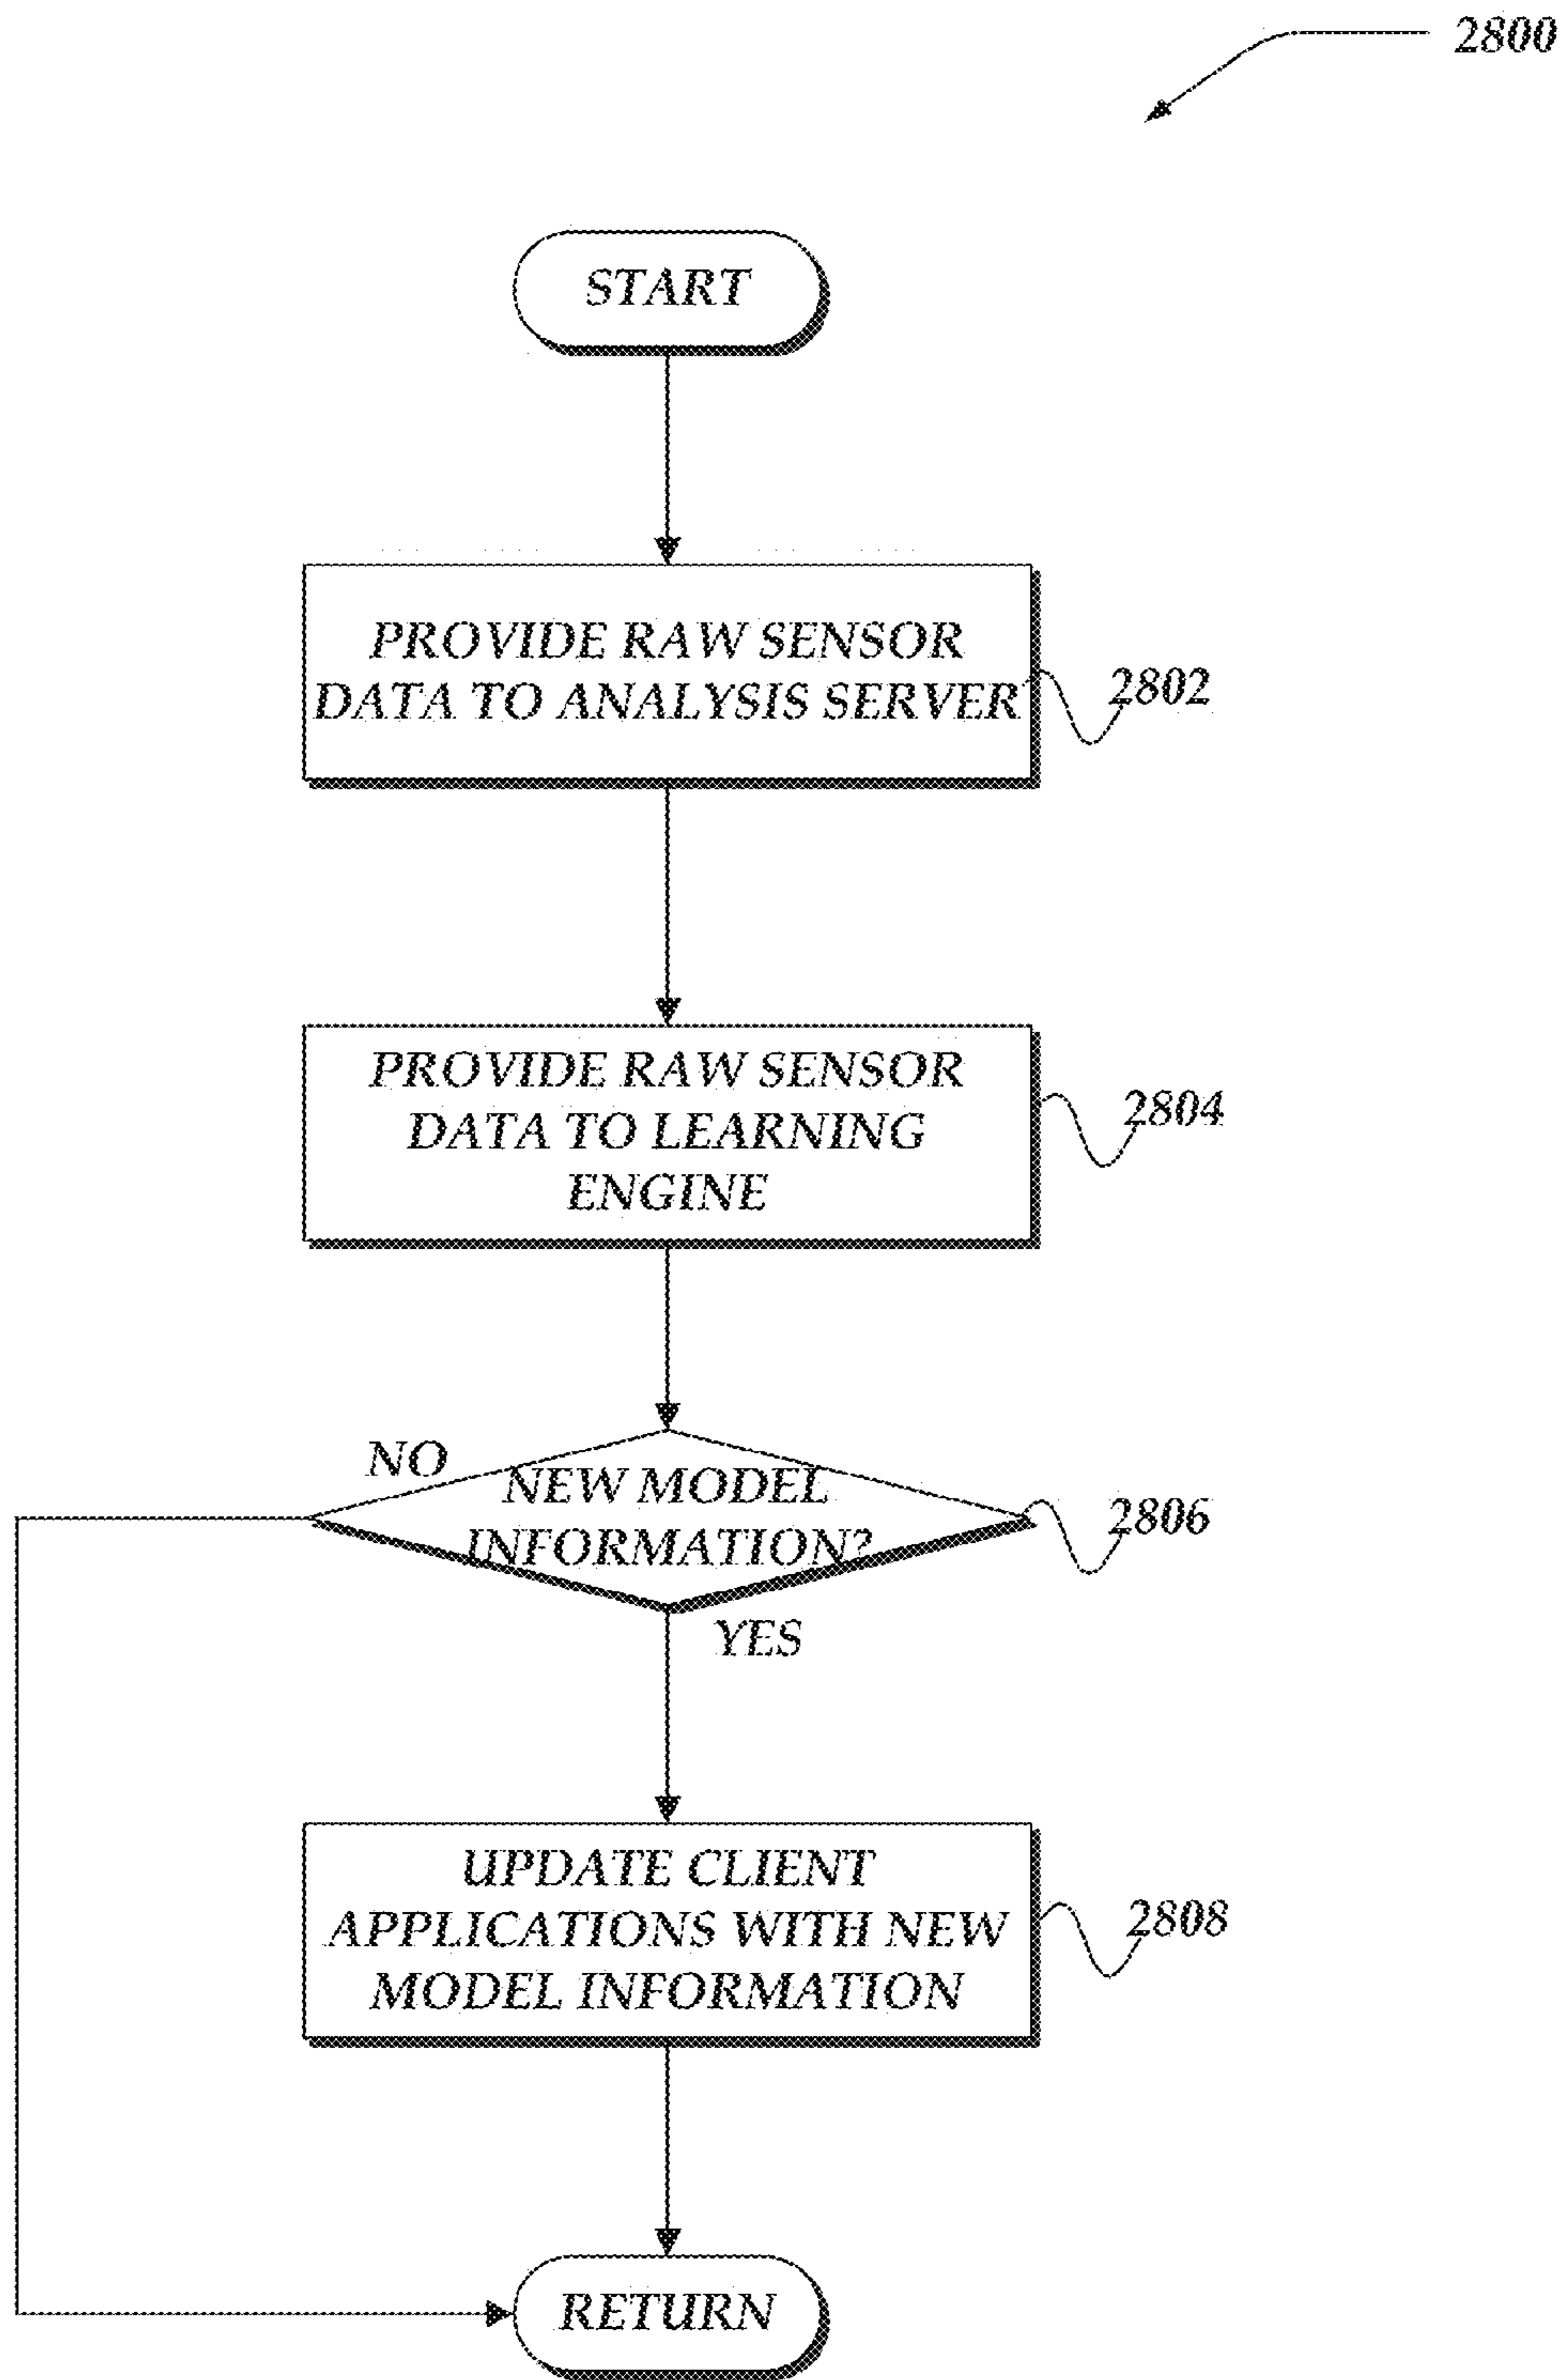 2800
START
PROVIDE RAW SENSOR
DATA TO ANALYSIS SERVER
2802
PROVIDE RAW SENSOR
DATA TO LEARNING
ENGINE
2804
NO
NEW MODEL
INFORMATION?
2806
YES
UPDATE CLIENT
APPLICATIONS WITH NEW
MODEL INFORMATION
2808
RETURN